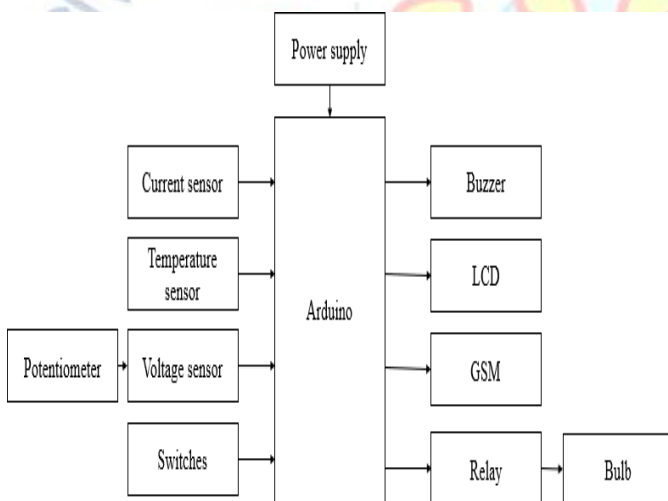 Power supply
Current sensor
Buzzer
Temperature
sensor
LCD
Arduino
Potentiometer
Voltage sensor
GSM
Switches
Relay
Bulb